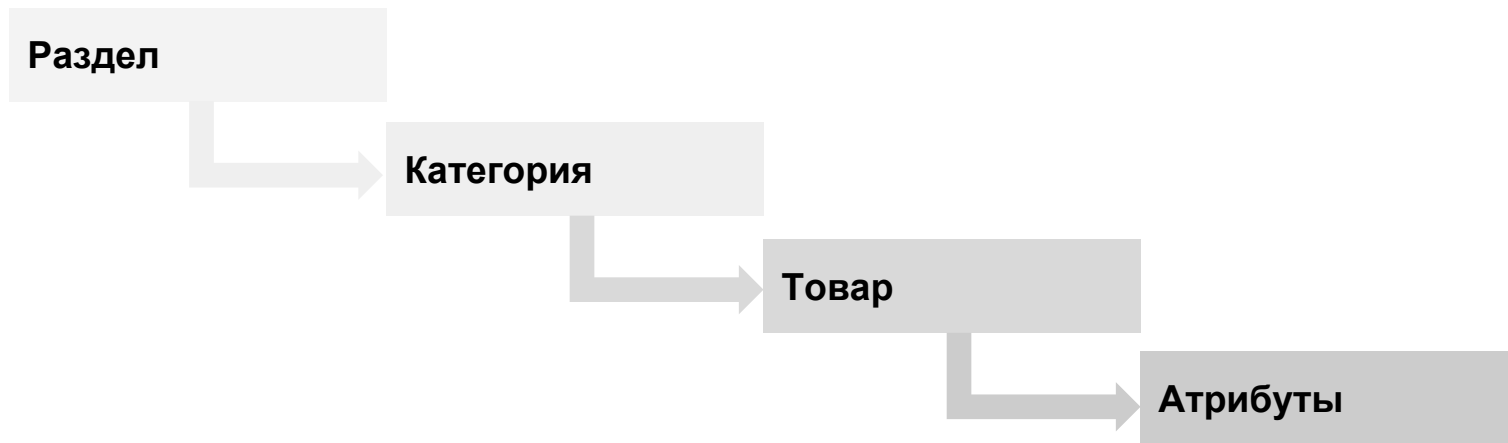 Раздел
Категория
Товар
Атрибуты